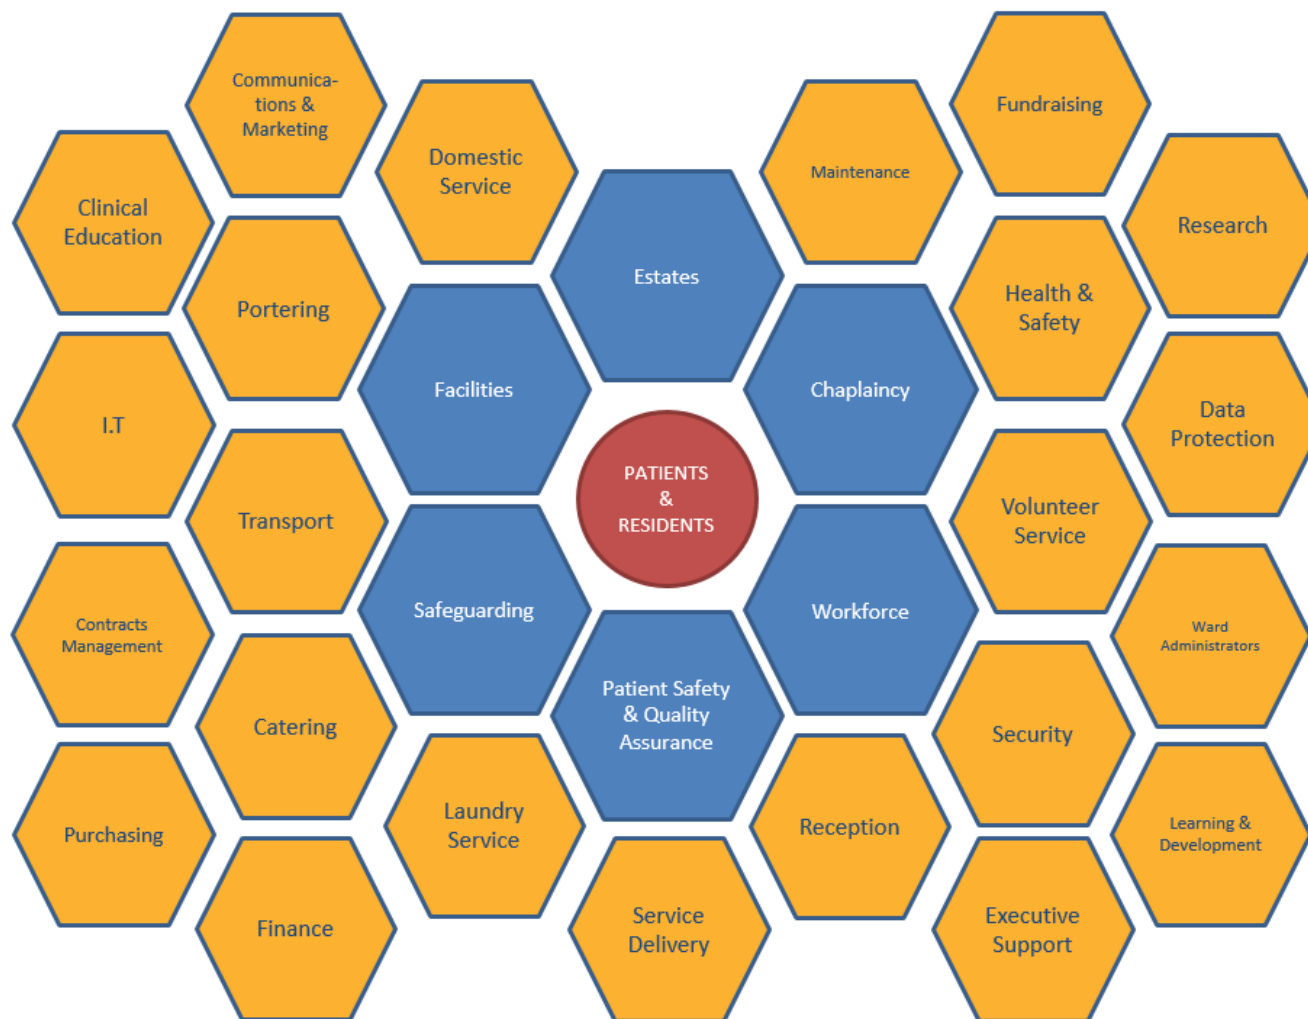 Communica-
tions &
Marketing
Fundraising
Domestic
Service
Maintenance
Clinical
Education
Research
Estates
Portering
Health &
Safety
Facilities
Chaplaincy
I.T
Data
Protection
PATIENTS
&
RESIDENTS
Transport
Volunteer
Service
Safeguarding
Workforce
Contracts
Management
Ward
Administrators
Patient Safety
& Quality
Assurance
Catering
Security
Laundry
Service
Reception
Purchasing
Learning &
Development
Finance
Service
Delivery
Executive
Support